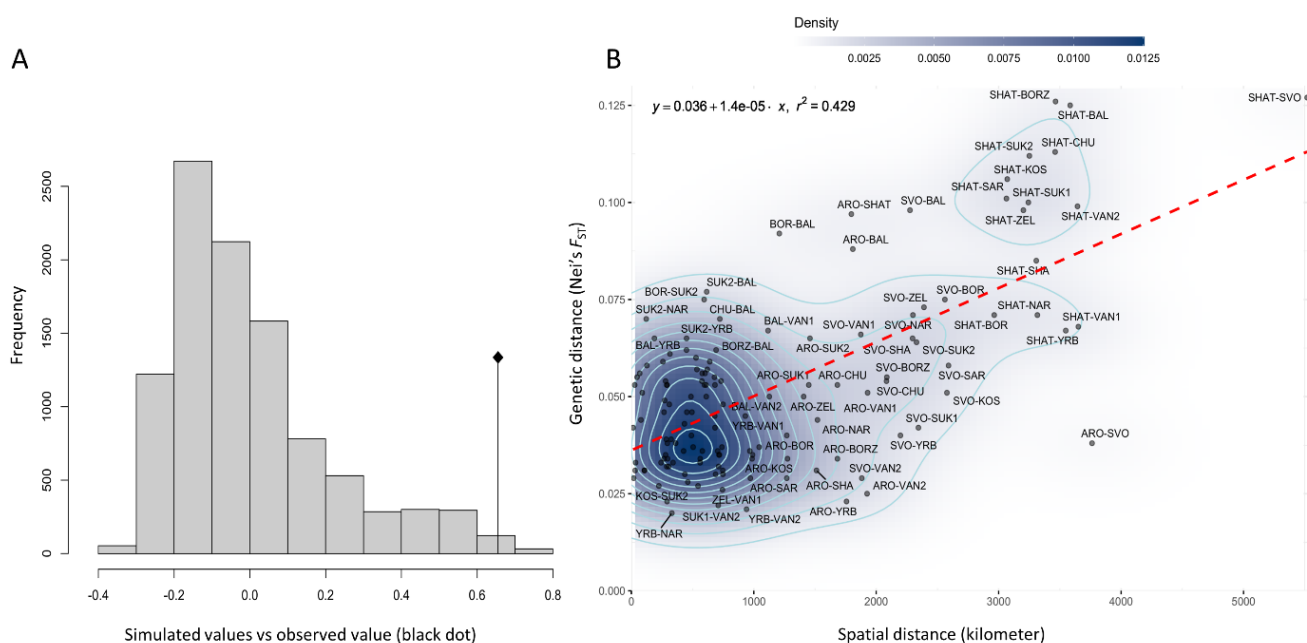 A
Frequency
2500
2000
1500
1000
500
0
-0.4
-0.2
0.0
0.2
0.4
0.6
0.8
Simulated values vs observed value (black dot)
B
Density
0.0025
0.0050
0.0075
0.0100
0.0125
y = 0.036 + 1.4e-05 · x, r² = 0.429
Genetic distance (Nei's FST)
0.125
0.100
0.075
0.050
0.025
0.000
SHAT-BORZ
SHAT-SVO
SHAT-BAL
SHAT-SUK2
SHAT-CHU
SHAT-KOS
SHAT-SAR
SHAT-SUK1
SHAT-ZEL
SHAT-VAN2
ARO-SHAT
SVO-BAL
BOR-BAL
ARO-BAL
SHAT-SHA
SUK2-BAL
BOR-SUK2
SVO-BOR
SVO-ZEL
SUK2-NAR
CHU-BAL
SHAT-NAR
SUK2-YRB
BAL-VAN1
SVO-VAN1
SVO-NAR
SHAT-BOR
SHAT-VAN1
BAL-YRB
BORZ-BAL
ARO-SUK2
SVO-SHA
SVO-SUK2
SHAT-YRB
ARO-SUK1
ARO-CHU
SVO-BORZ
SVO-SAR
SVO-CHU
BAL-VAN2
ARO-ZEL
ARO-VAN1
SVO-KOS
YRB-VAN1
ARO-NAR
SVO-SUK1
ARO-BOR
ARO-BORZ
SVO-YRB
ARO-SVO
ARO-KOS
SVO-VAN2
ARO-SAR
ARO-SHA
ARO-VAN2
KOS-SUK2
ZEL-VAN1
SUK1-VAN2
YRB-VAN2
ARO-YRB
YRB-NAR
0
1000
2000
3000
4000
5000
Spatial distance (kilometer)